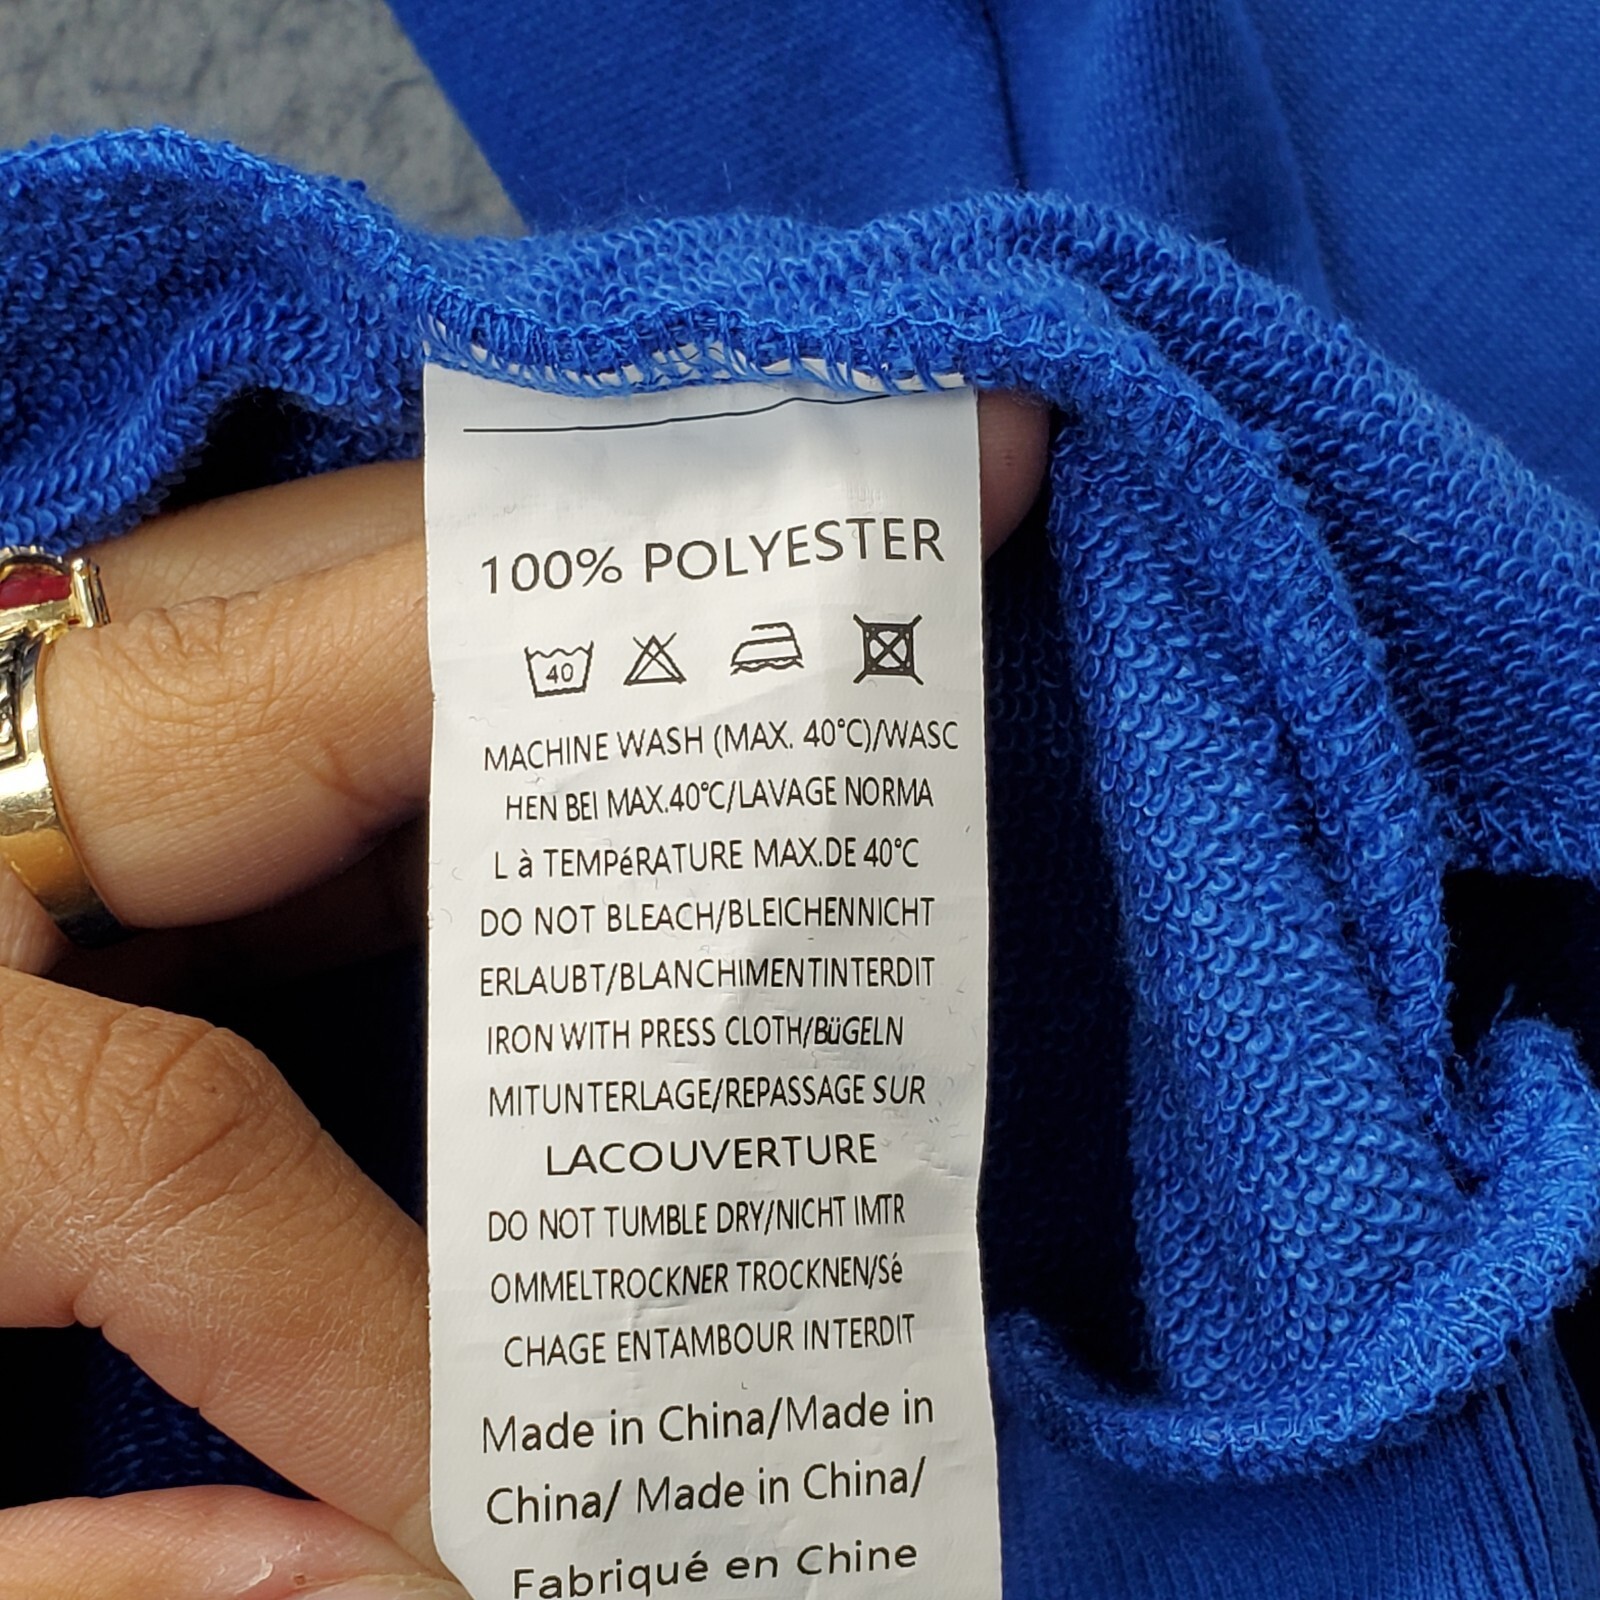 100% POLYESTER
40
MACHINE WASH (MAX. 40°C)/WASC
HEN BEI MAX.40°C/LAVAGE NORMA
L à TEMPéRATURE MAX.DE 40°C
DO NOT BLEACH/BLEICHENNICHT
ERLAUBT/BLANCHIMENTINTERDIT
IRON WITH PRESS CLOTH/BüGELN
MITUNTERLAGE/REPASSAGE SUR
LACOUVERTURE
DO NOT TUMBLE DRY/NICHT IMTR
OMMELTROCKNER TROCKNEN/Sé
CHAGE ENTAMBOUR INTERDIT
Made in China/Made in
China/ Made in China/
Fabriqué en Chine